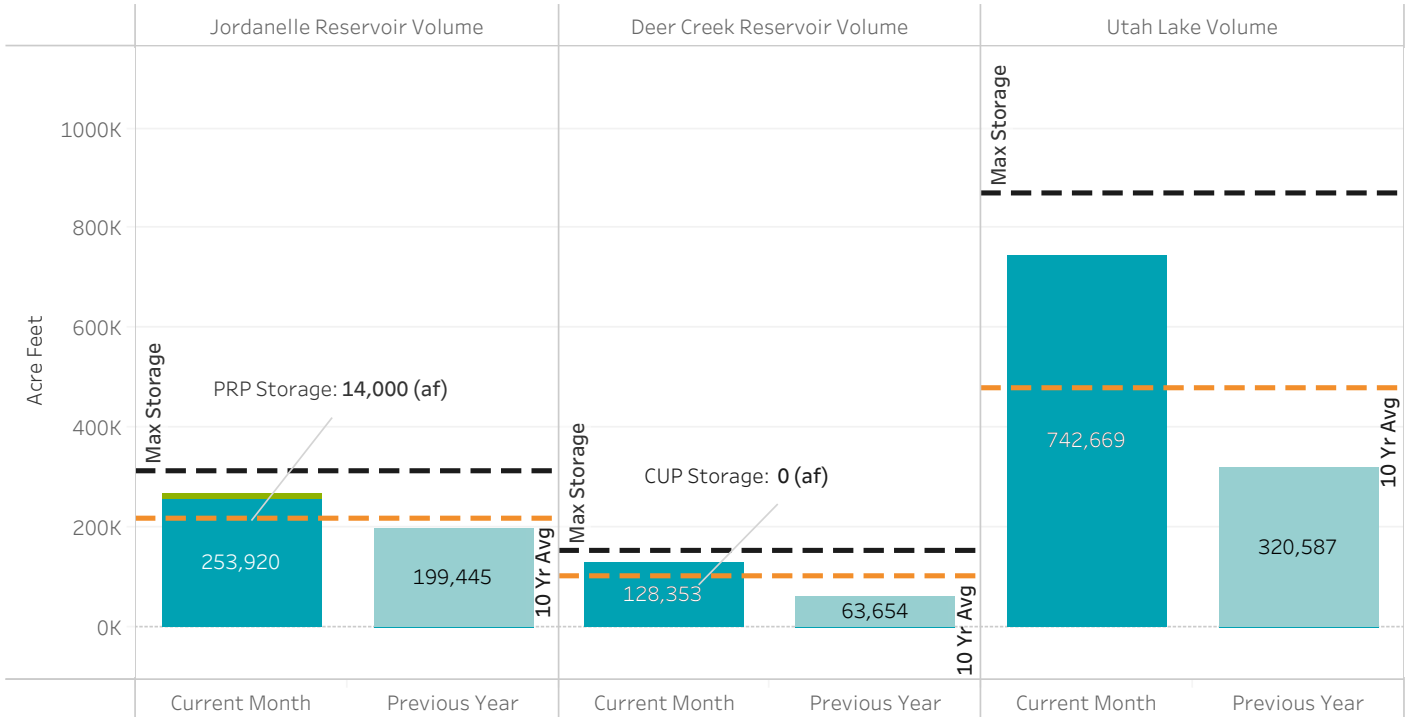 Jordanelle Reservoir Volume
Deer Creek Reservoir Volume
Utah Lake Volume
Acre Feet
1000K
800K
600K
400K
200K
0K
Max Storage
PRP Storage: 14,000 (af)
253,920
199,445
10 Yr Avg
Max Storage
CUP Storage: 0 (af)
128,353
63,654
10 Yr Avg
Max Storage
742,669
320,587
10 Yr Avg
Current Month
Previous Year
Current Month
Previous Year
Current Month
Previous Year